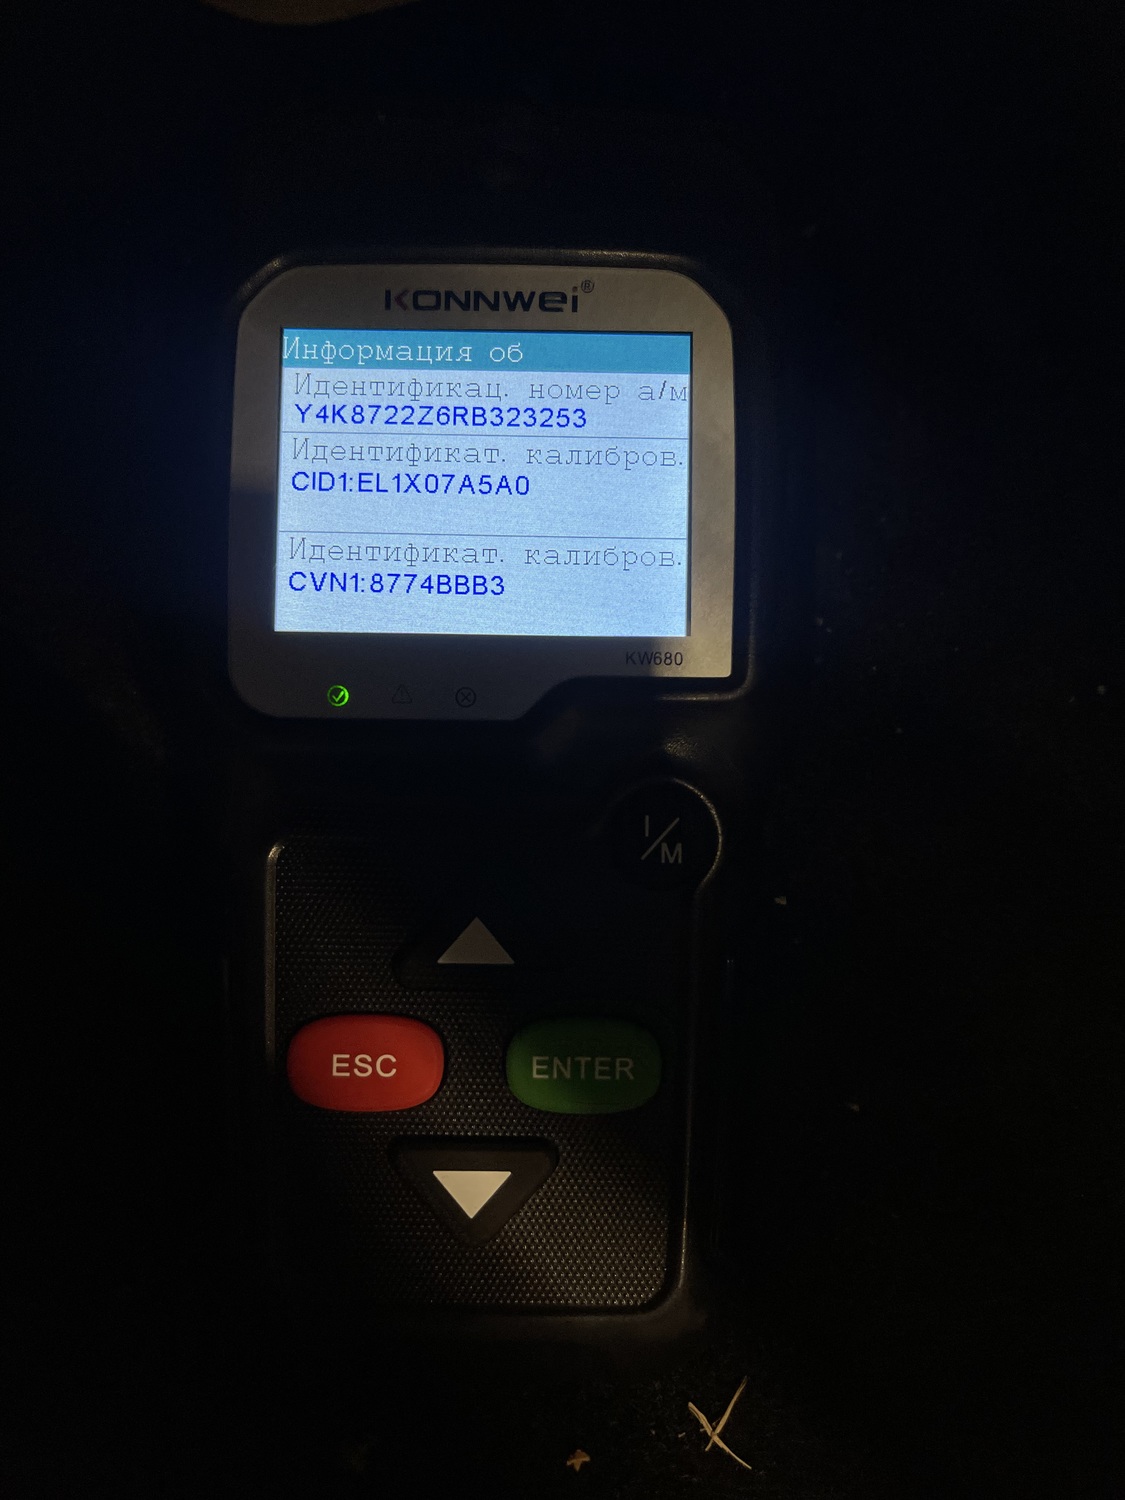 KONNWEI®
Информация об
Идентификац. номер а/м
Y4K8722Z6RB323253
Идентификат. калибров.
CID1:EL1X07A5A0
Идентификат. калибров.
CVN1:8774BBB3
KW680
I/M
ESC
ENTER